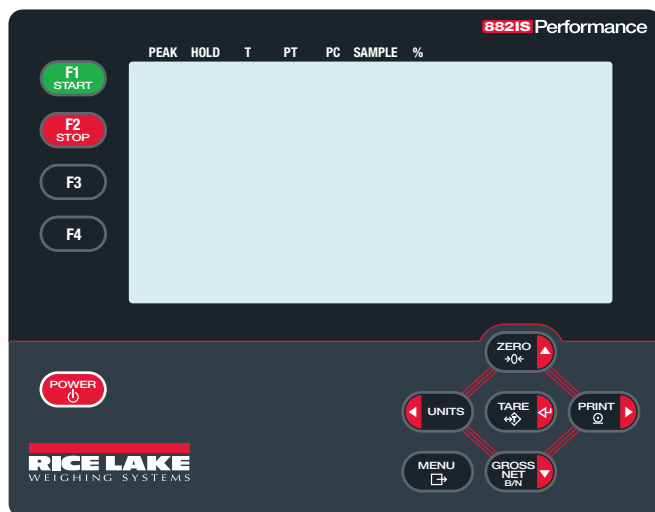 882IS Performance
PEAK HOLD T PT PC SAMPLE %
F1
START
F2
STOP
F3
F4
POWER
ZERO
→0←
UNITS
TARE
T
PRINT
MENU
GROSS
NET
B/N
RICE LAKE
WEIGHING SYSTEMS